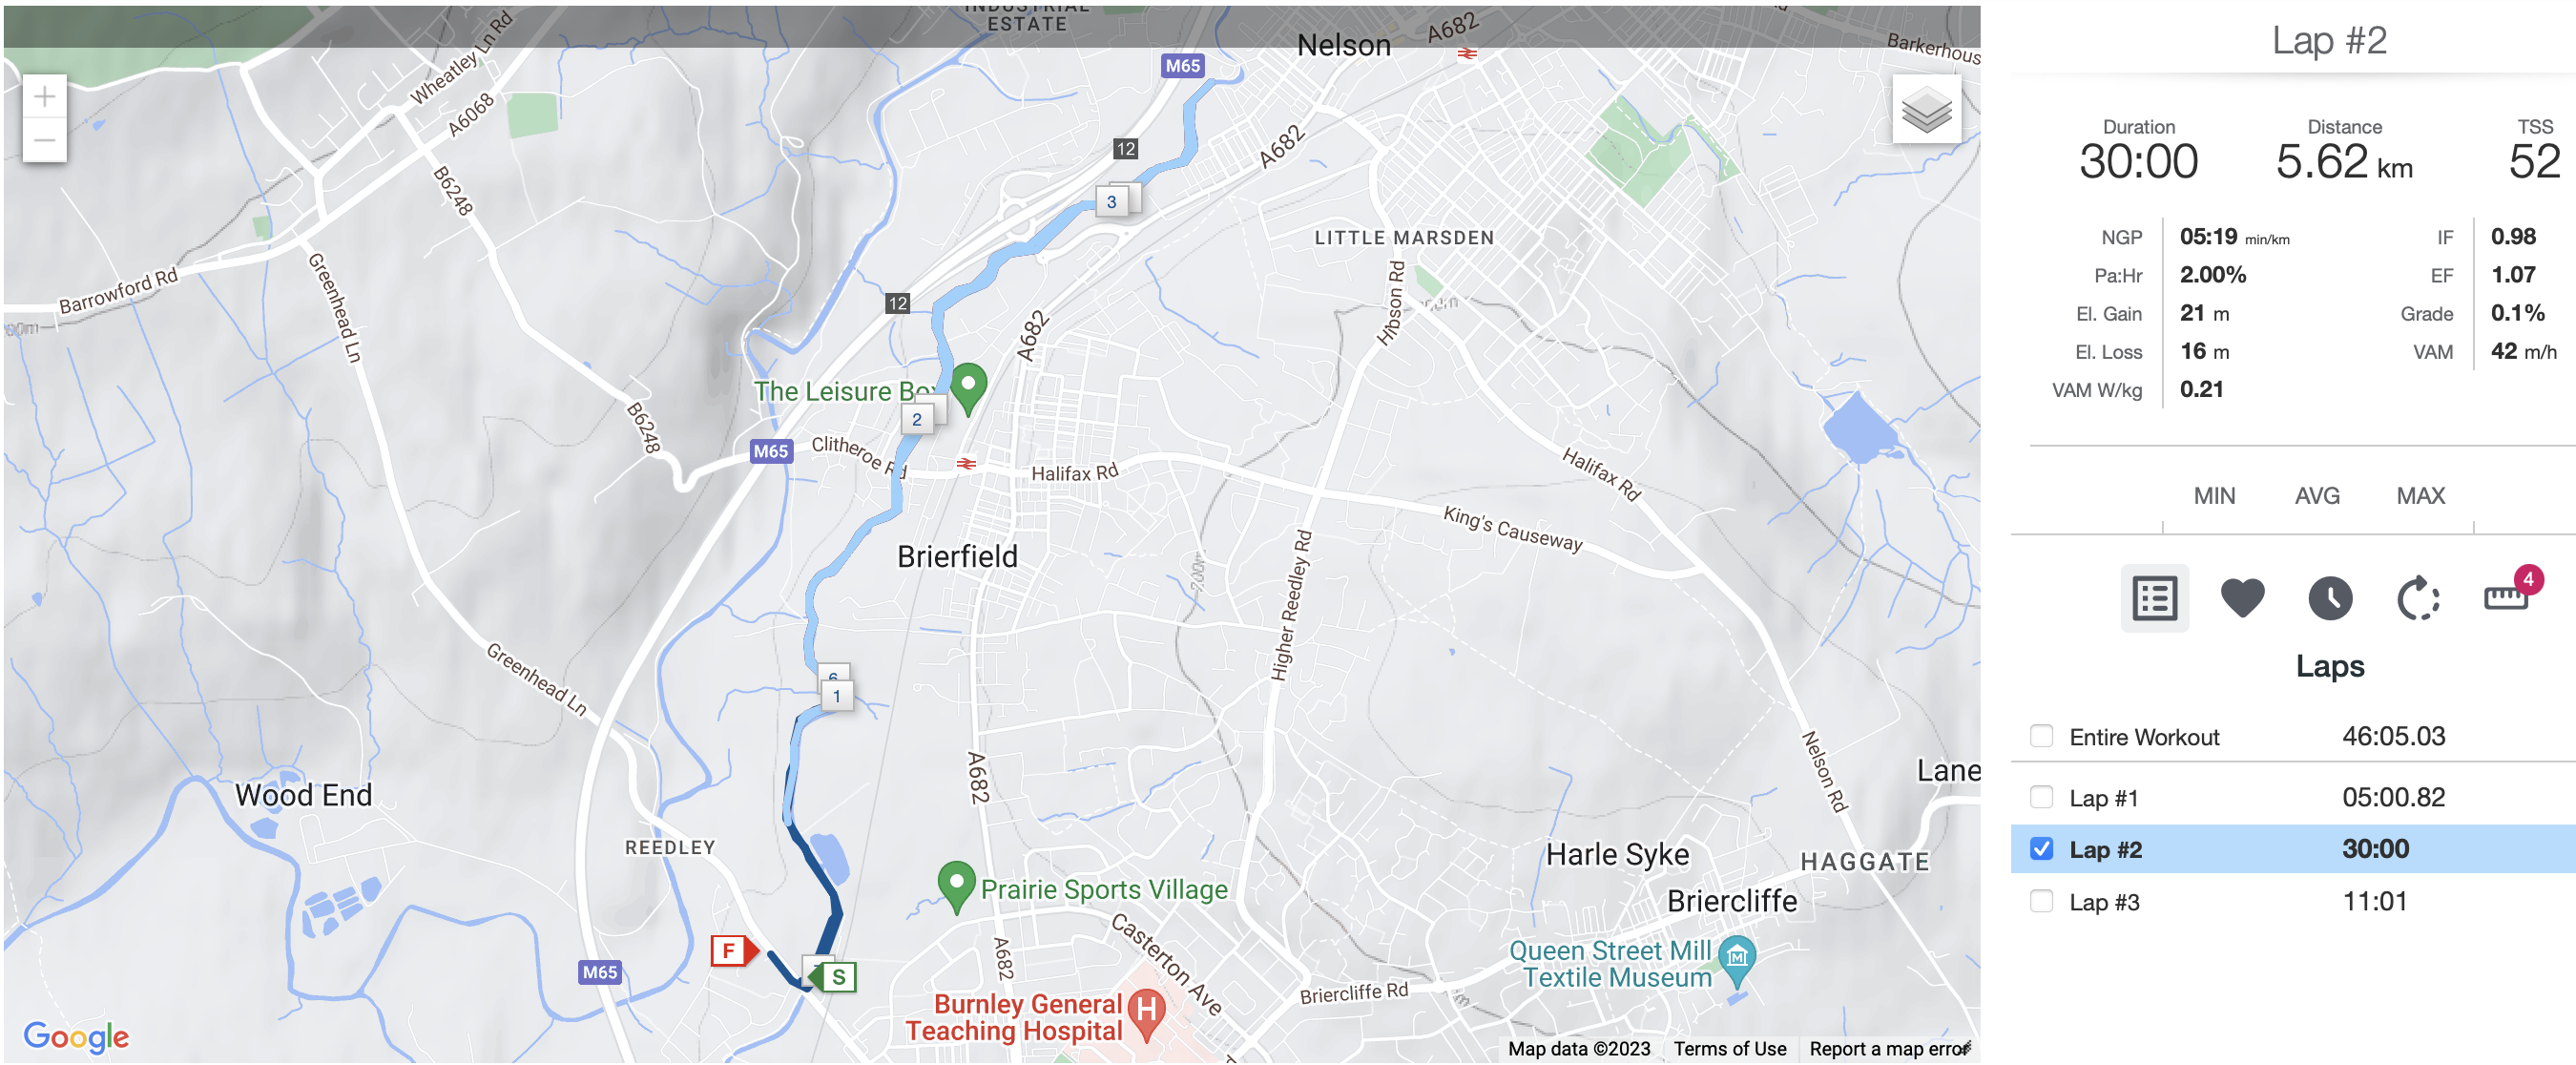 INDUSTRIAL
ESTATE
Nelson
A682
Barkerhous
M65
Wheatley Ln Rd
A6068
B6248
12
A682
3
LITTLE MARSDEN
Barrowford Rd
Greenhead Ln
12
A682
Hibson Rd
The Leisure Box
2
B6248
M65
Clitheroe Rd
Halifax Rd
Halifax Rd
King's Causeway
Brierfield
200m
Higher Reedley Rd
6
1
Greenhead Ln
Nelson Rd
A682
Lane
Wood End
REEDLEY
Harle Syke
HAGGATE
Prairie Sports Village
Briercliffe
Casterton Ave
F
S
A682
M65
Queen Street Mill
Textile Museum
Briercliffe Rd
Burnley General
Teaching Hospital
H
M
Google
Map data ©2023
Terms of Use
Report a map error
Lap #2
Duration Distance TSS
30:00 5.62 km 52
NGP 05:19 min/km IF 0.98
Pa:Hr 2.00% EF 1.07
El. Gain 21 m Grade 0.1%
El. Loss 16 m VAM 42 m/h
VAM W/kg 0.21
MIN AVG MAX
4
Laps
Entire Workout 46:05.03
Lap #1 05:00.82
Lap #2 30:00
Lap #3 11:01